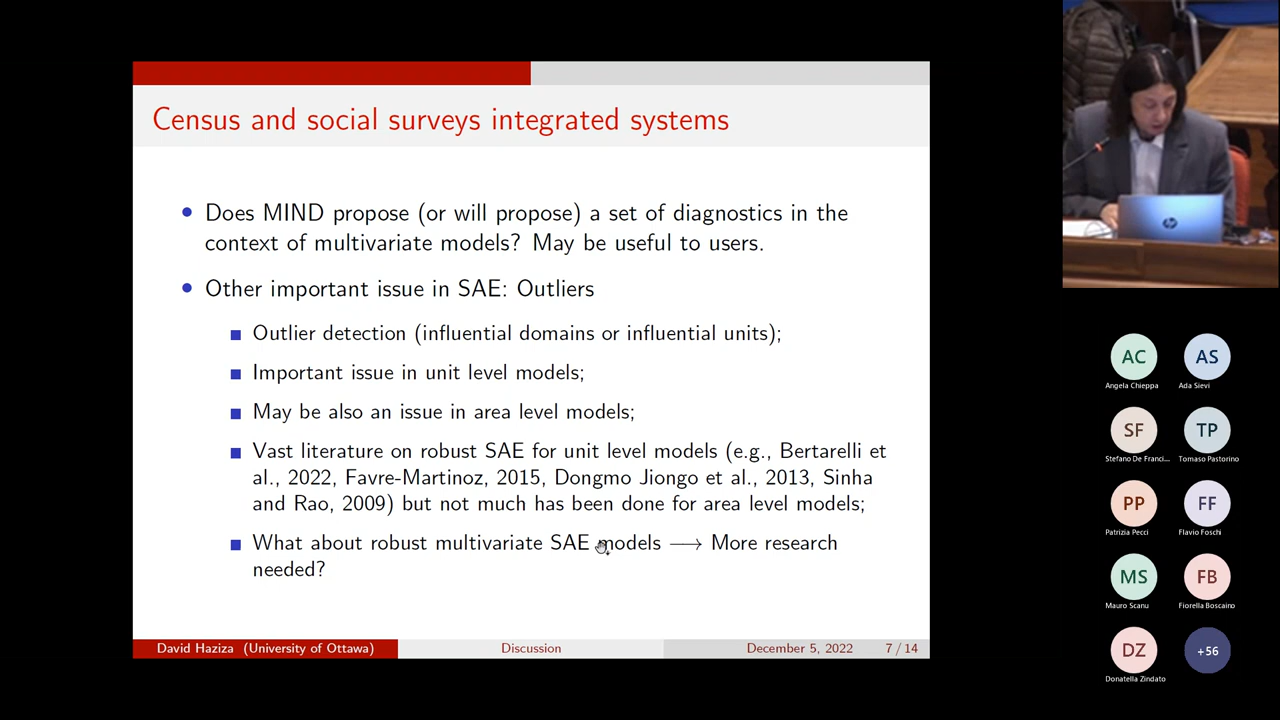 Census and social surveys integrated systems
• Does MIND propose (or will propose) a set of diagnostics in the
context of multivariate models? May be useful to users.
• Other important issue in SAE: Outliers
■ Outlier detection (influential domains or influential units);
■ Important issue in unit level models;
■ May be also an issue in area level models;
■ Vast literature on robust SAE for unit level models (e.g., Bertarelli et
al., 2022, Favre-Martinoz, 2015, Dongmo Jiongo et al., 2013, Sinha
and Rao, 2009) but not much has been done for area level models;
■ What about robust multivariate SAE models ⟶ More research
needed?
David Haziza (University of Ottawa)
Discussion
December 5, 2022
7 / 14
hp
AC
Angela Chieppa
AS
Ada Sievi
SF
Stefano De Franci...
TP
Tomaso Pastorino
PP
Patrizia Pecci
FF
Flavio Foschi
MS
Mauro Scanu
FB
Fiorella Boscaino
DZ
Donatella Zindato
+56